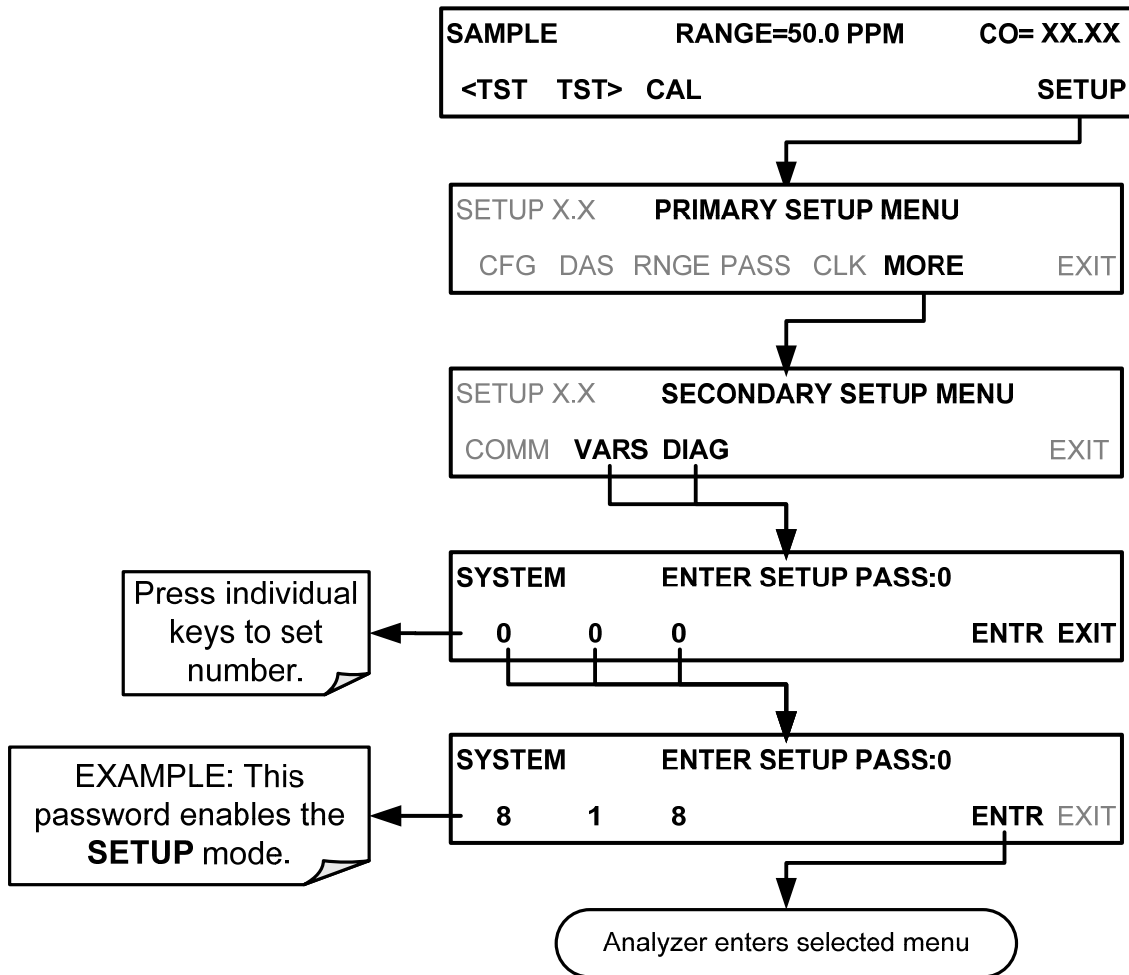 SAMPLE RANGE=50.0 PPM CO= XX.XX
<TST TST> CAL SETUP
SETUP X.X PRIMARY SETUP MENU
CFG DAS RNGE PASS CLK MORE EXIT
SETUP X.X SECONDARY SETUP MENU
COMM VARS DIAG EXIT
SYSTEM ENTER SETUP PASS:0
0 0 0 ENTR EXIT
Press individual
keys to set
number.
SYSTEM ENTER SETUP PASS:0
8 1 8 ENTR EXIT
EXAMPLE: This
password enables the
SETUP mode.
Analyzer enters selected menu